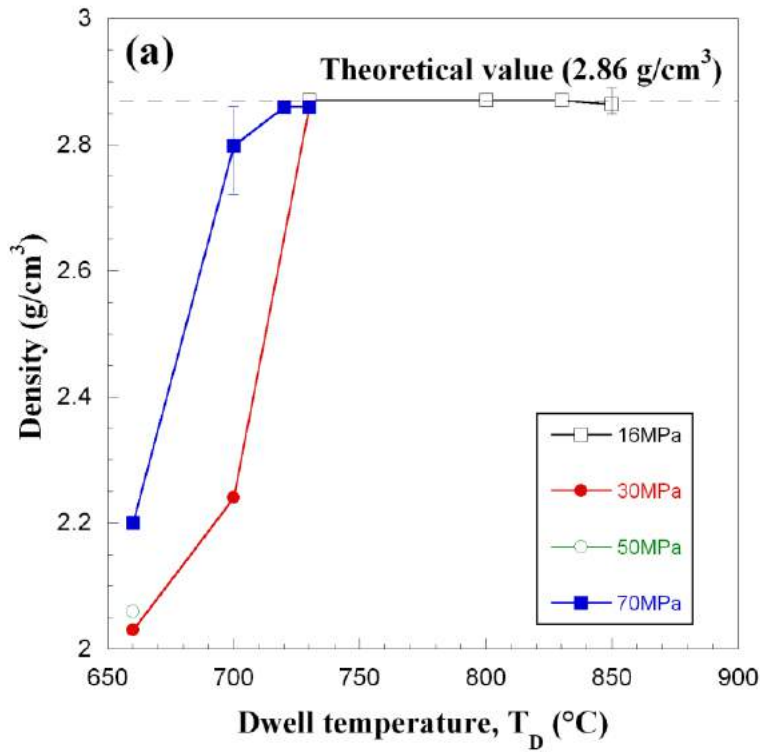 (a)
Theoretical value (2.86 g/cm³)
3
2.8
2.6
2.4
2.2
2
Density (g/cm³)
16MPa
30MPa
50MPa
70MPa
650 700 750 800 850 900
Dwell temperature, T_D (°C)